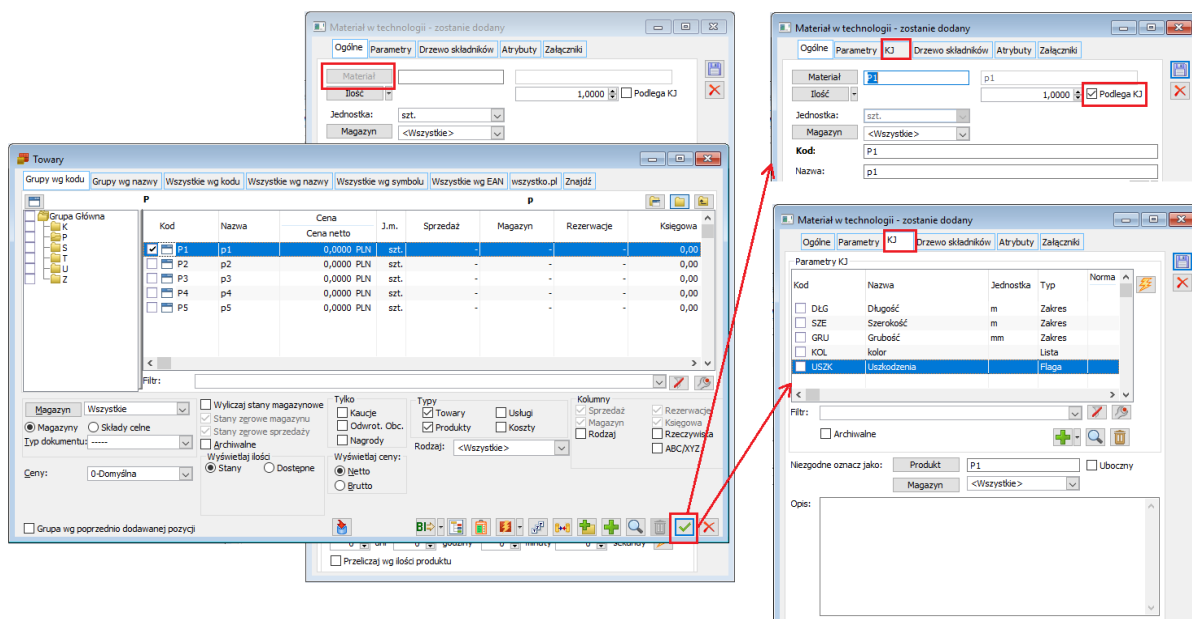 Materiał w technologii - zostanie dodany
Ogólne Parametry Drzewo składników Atrybuty Załączniki
Materiał
Ilość 1,0000 Podlega KJ
Jednostka: szt.
Magazyn <Wszystkie>
Towary
Grupy wg kodu Grupy wg nazwy Wszystkie wg kodu Wszystkie wg nazwy Wszystkie wg symbolu Wszystkie wg EAN wszystko.pl Znajdź
P p
Grupa Główna
K
P
S
T
U
Z
Kod Nazwa Cena J.m. Sprzedaż Magazyn Rezerwacje Księgowa
Cena netto
P1 p1 0,0000 PLN szt. - - - 0,00
P2 p2 0,0000 PLN szt. - - - 0,00
P3 p3 0,0000 PLN szt. - - - 0,00
P4 p4 0,0000 PLN szt. - - - 0,00
P5 p5 0,0000 PLN szt. - - - 0,00
Filtr:
Magazyn Wszystkie
Magazyny Składy celne
Typ dokumentu: -----
Ceny: 0-Domyślna
Wyliczaj stany magazynowe
Stany zerowe magazynu
Stany zerowe sprzedaży
Archiwalne
Wyświetlaj ilości
Stany Dostępne
Tylko
Kaucje
Odwrot. Obc.
Nagrody
Wyświetlaj ceny:
Netto
Brutto
Typy
Towary Usługi
Produkty Koszty
Rodzaj: <Wszystkie>
Kolumny
Sprzedaż Rezerwacje
Magazyn Księgowa
Rodzaj Rzeczywista
ABC/XYZ
Grupa wg poprzednio dodawanej pozycji
BI
0 dni 0 godziny 0 minuty 0 sekundy
Przeliczaj wg ilości produktu
Materiał w technologii - zostanie dodany
Ogólne Parametry KJ Drzewo składników Atrybuty Załączniki
Materiał P1 p1
Ilość 1,0000 Podlega KJ
Jednostka: szt.
Magazyn <Wszystkie>
Kod: P1
Nazwa: p1
Materiał w technologii - zostanie dodany
Ogólne Parametry KJ Drzewo składników Atrybuty Załączniki
Parametry KJ
Kod Nazwa Jednostka Typ Norma
DŁG Długość m Zakres
SZE Szerokość m Zakres
GRU Grubość mm Zakres
KOL kolor Lista
USZK Uszkodzenia Flaga
Filtr:
Archiwalne
Niezgodne oznacz jako: Produkt P1 Uboczny
Magazyn <Wszystkie>
Opis: